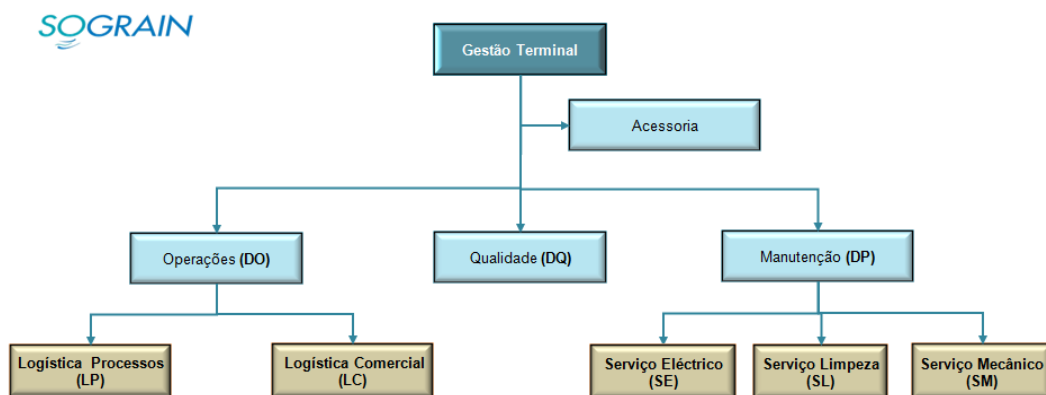 SOGRAIN
Gestão Terminal
Acessoria
Operações (DO)
Qualidade (DQ)
Manutenção (DP)
Logística Processos
(LP)
Logística Comercial
(LC)
Serviço Eléctrico
(SE)
Serviço Limpeza
(SL)
Serviço Mecânico
(SM)